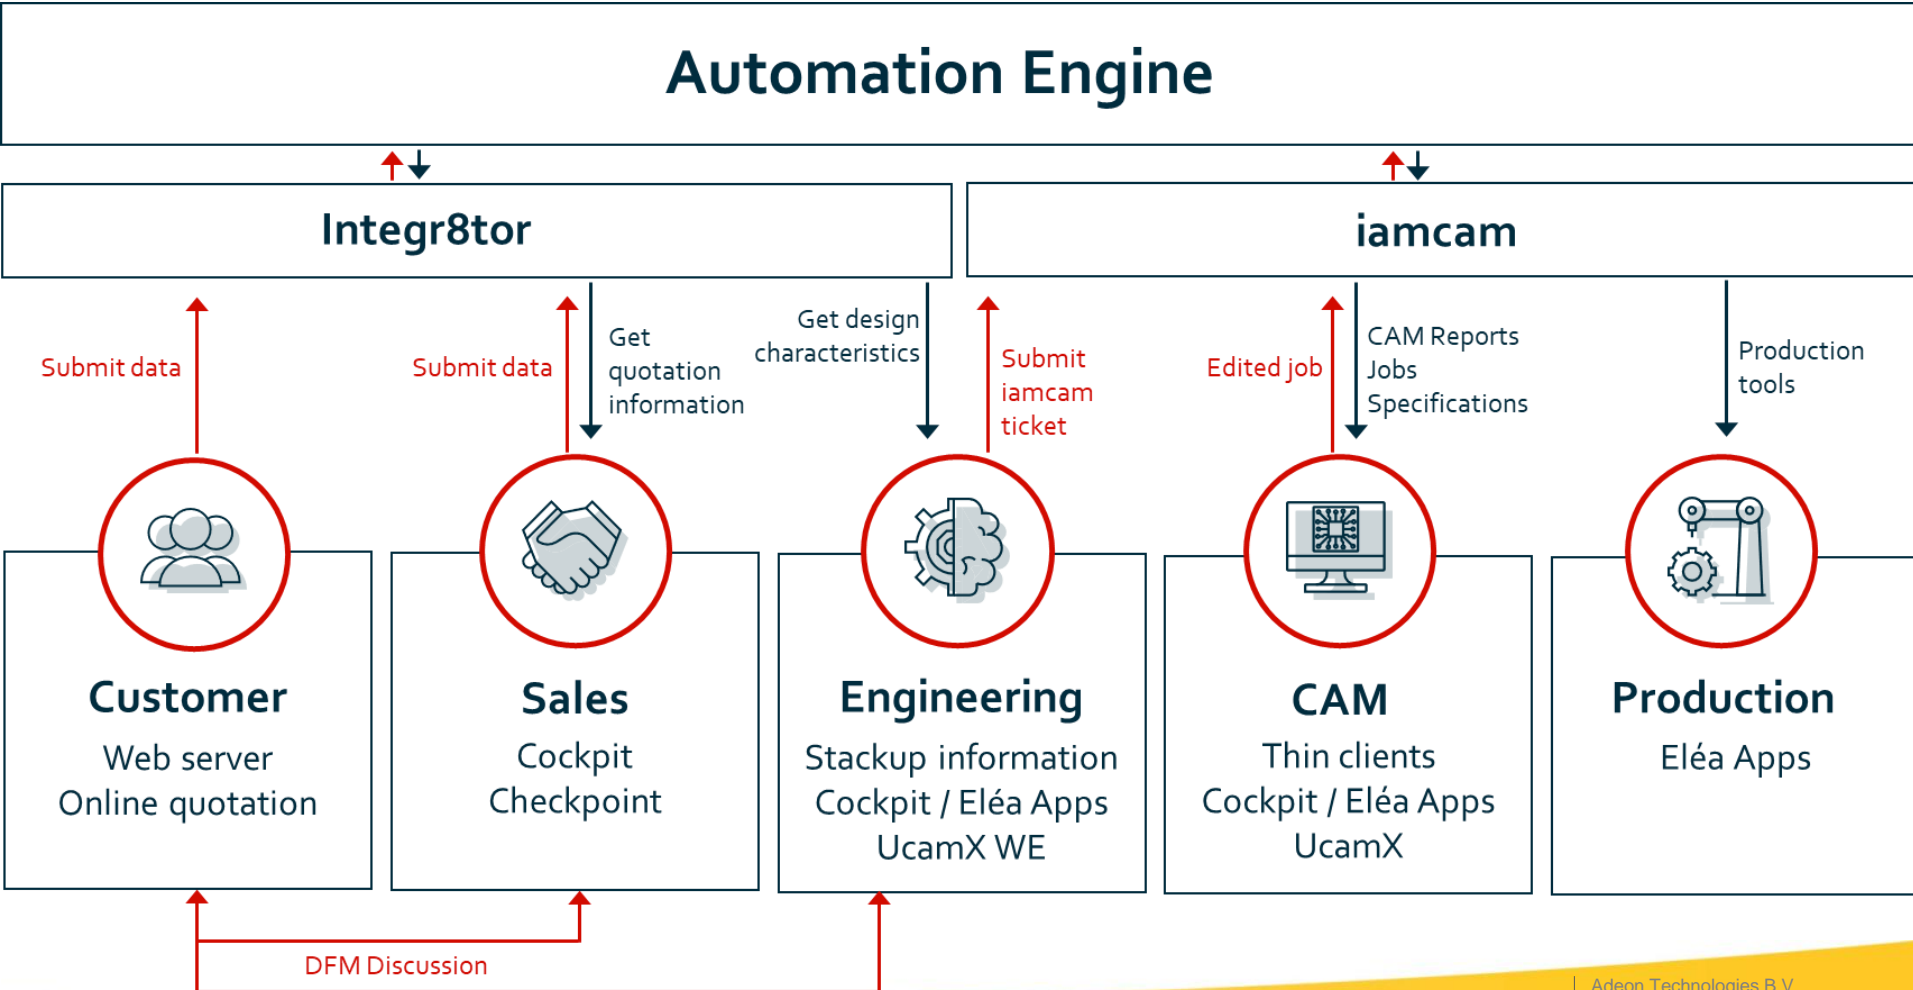 Automation Engine
Integr8tor
iamcam
Submit data
Submit data
Get
quotation
information
Get design
characteristics
Submit
iamcam
ticket
Edited job
CAM Reports
Jobs
Specifications
Production
tools
Customer
Web server
Online quotation
Sales
Cockpit
Checkpoint
Engineering
Stackup information
Cockpit / Eléa Apps
UcamX WE
CAM
Thin clients
Cockpit / Eléa Apps
UcamX
Production
Eléa Apps
DFM Discussion
Adeon Technologies B.V.